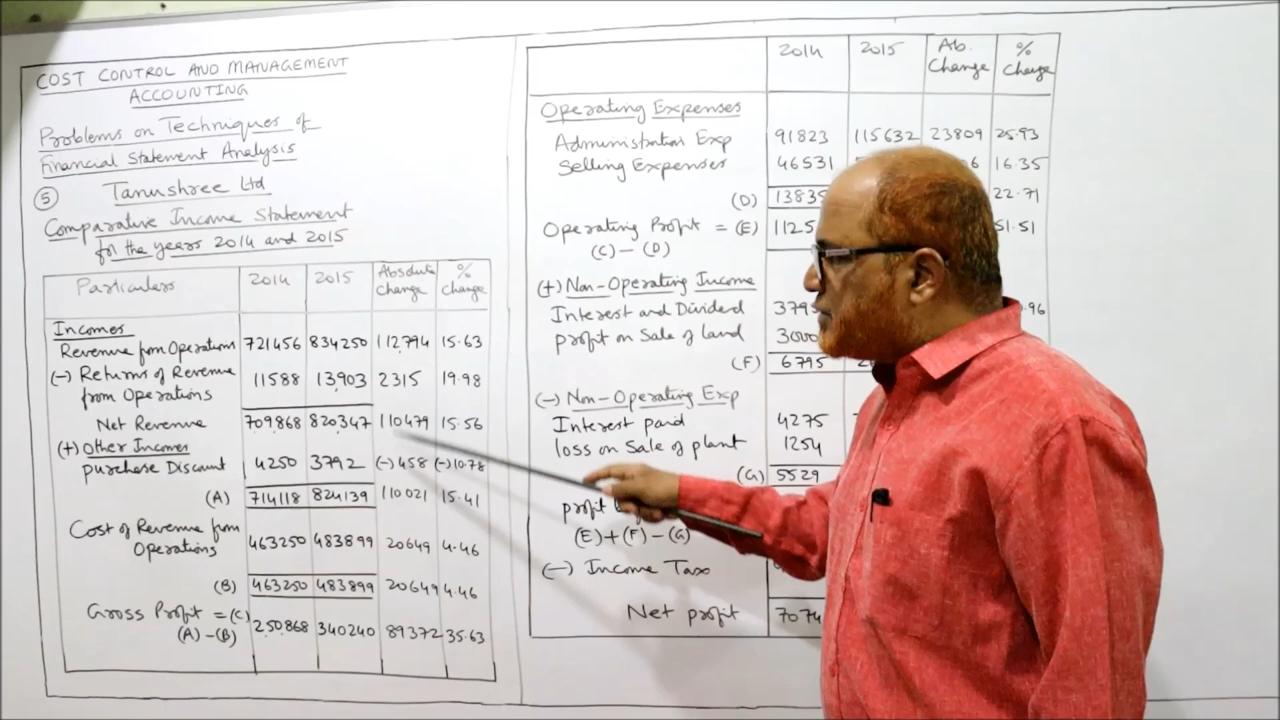 COST CONTROL AND MANAGEMENT
ACCOUNTING
Problems on Techniques of
Financial Statement Analysis
5 Tanushree Ltd
Comparative Income Statement
for the years 2014 and 2015
Particulars 2014 2015 Absolute Change % Change
Incomes
Revenue from Operations 721456 834250 112794 15.63
(-) Returns of Revenue
from Operations 11588 13903 2315 19.98
Net Revenue 709868 820347 110479 15.56
(+) Other Incomes
purchase Discount 4250 3792 (-)458 (-)10.78
(A) 714118 824139 110021 15.41
Cost of Revenue from
Operations 463250 483899 20649 4.46
(B) 463250 483899 20649 4.46
Gross Profit = (C)
(A) - (B) 250868 340240 89372 35.63
2014 2015 Ab. Change % Change
Operating Expenses
Administration Exp 91823 115632 23809 25.93
Selling Expenses 46531 16.35
(D) 22.71
Operating Profit = (E) 51.51
(C) - (D)
(+) Non-Operating Income
Interest and Dividend
profit on Sale of land
(F) 6795
(-) Non-Operating Exp
Interest paid 4275
loss on Sale of plant 1254
(G) 5529
profit
(E)+(F)-(G)
(-) Income Tax
Net profit